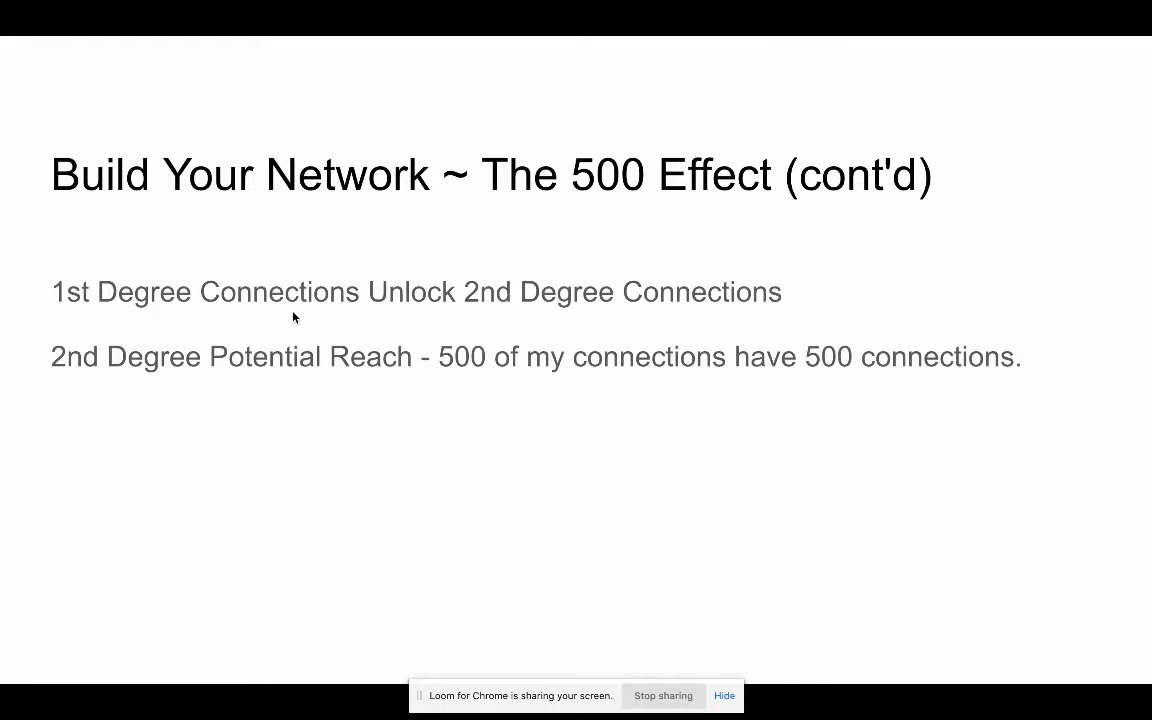 Build Your Network ~ The 500 Effect (cont'd)
1st Degree Connections Unlock 2nd Degree Connections
2nd Degree Potential Reach - 500 of my connections have 500 connections.
Loom for Chrome is sharing your screen. Stop sharing Hide